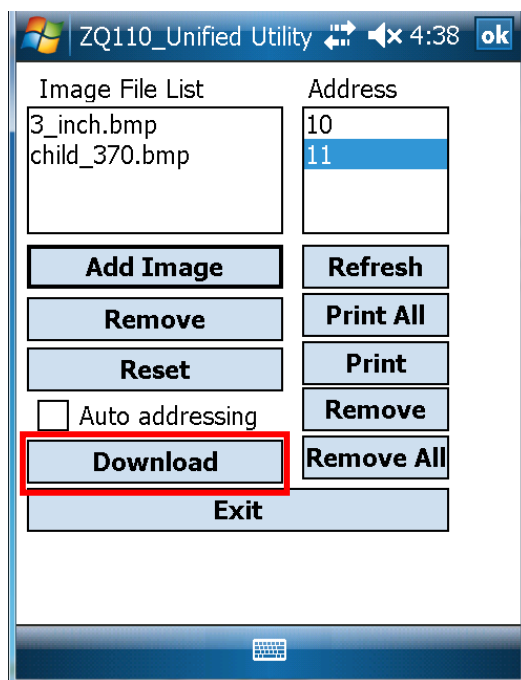 ZQ110_Unified Utility 4:38 ok
Image File List
Address
3_inch.bmp
child_370.bmp
10
11
Add Image
Refresh
Remove
Print All
Reset
Print
Auto addressing
Remove
Download
Remove All
Exit